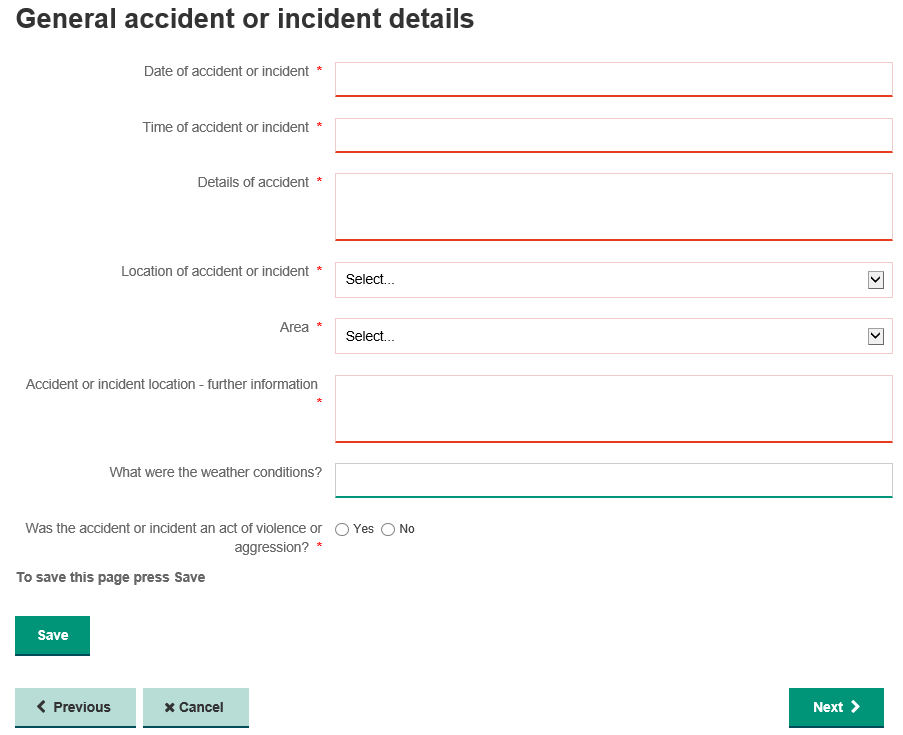 General accident or incident details
Date of accident or incident *
Time of accident or incident *
Details of accident *
Location of accident or incident *
Select...
Area *
Select...
Accident or incident location - further information
*
What were the weather conditions?
Was the accident or incident an act of violence or
aggression? *
Yes No
To save this page press Save
Save
Previous
Cancel
Next